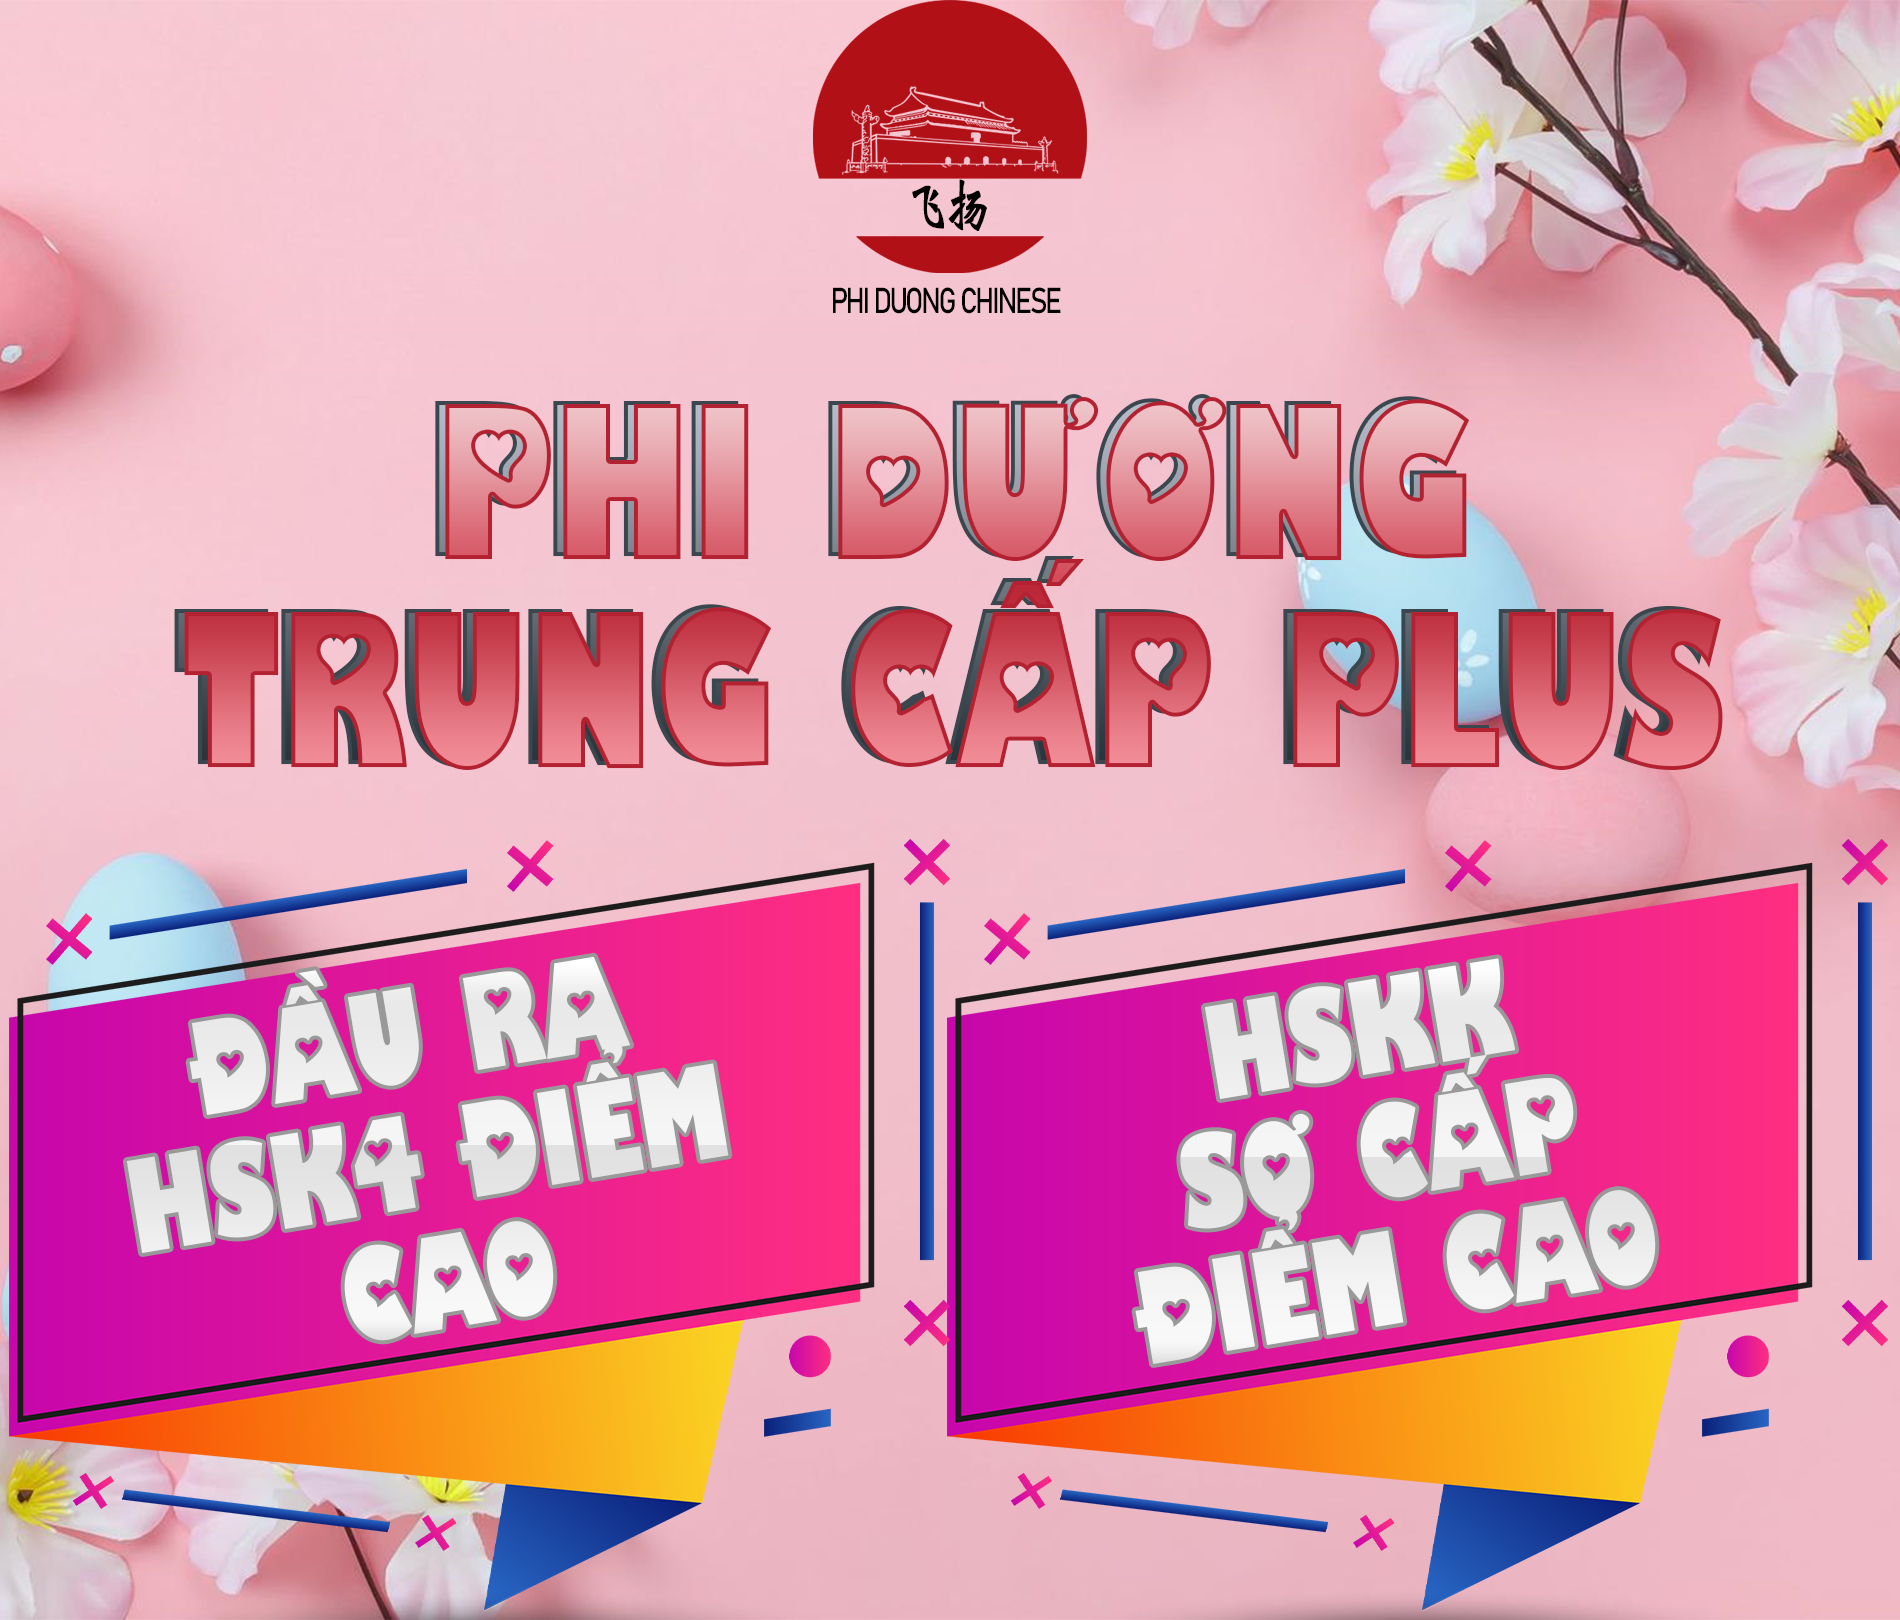 飞扬
PHI DUONG CHINESE
PHI DƯƠNG
TRUNG CẤP PLUS
ĐẦU RA
HSK4 ĐIỂM
CAO
HSKK
SƠ CẤP
ĐIỂM CAO